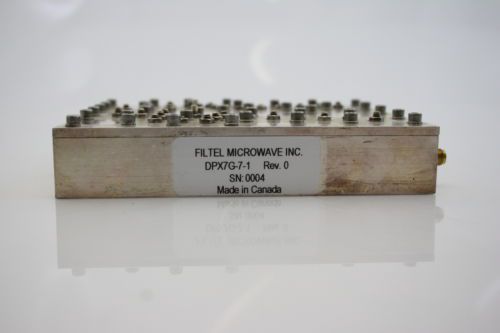 FILTEL MICROWAVE INC.
DPX7G-7-1 Rev. 0
SN:0004
Made in Canada